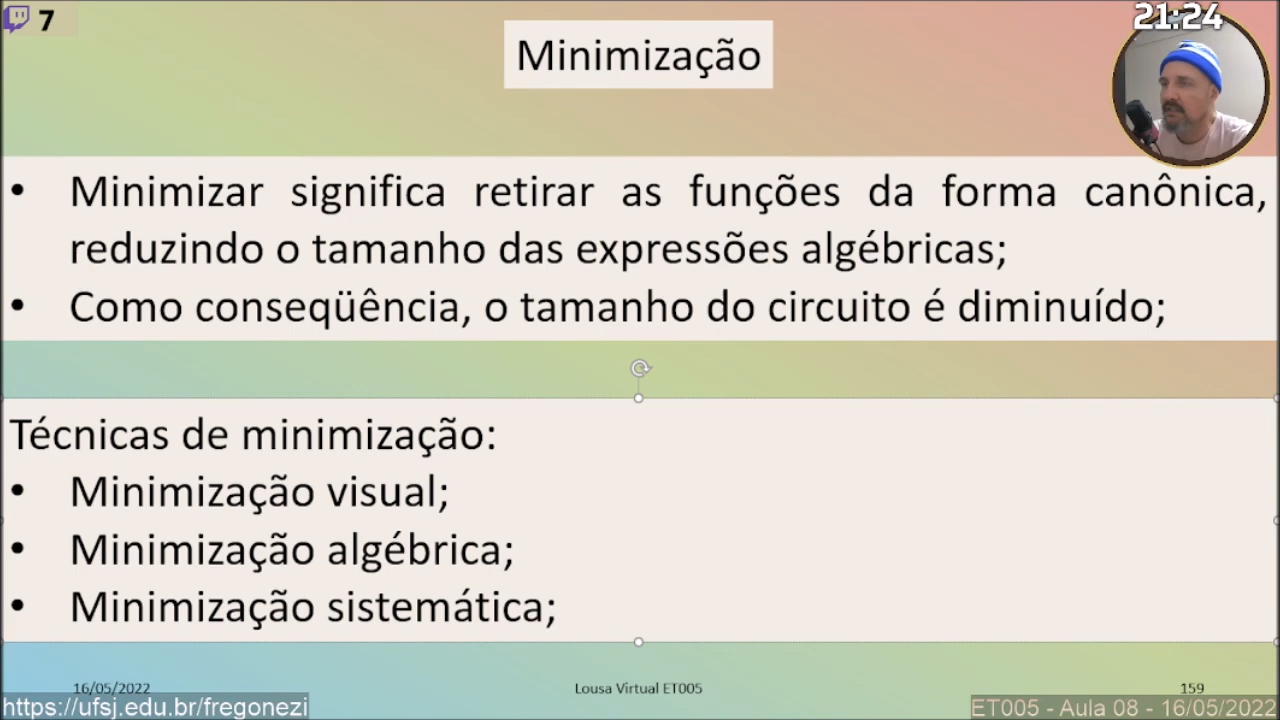 7
21:24
Minimização
• Minimizar significa retirar as funções da forma canônica,
reduzindo o tamanho das expressões algébricas;
• Como conseqüência, o tamanho do circuito é diminuído;
Técnicas de minimização:
• Minimização visual;
• Minimização algébrica;
• Minimização sistemática;
16/05/2022
Lousa Virtual ET005
159
https://ufsj.edu.br/fregonezi
ET005 - Aula 08 - 16/05/2022